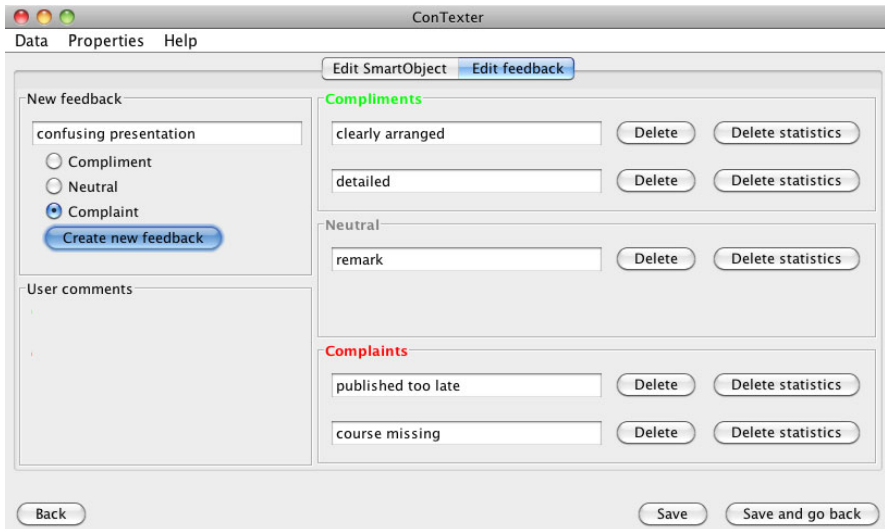 ConTexter
Data Properties Help
Edit SmartObject Edit feedback
New feedback
confusing presentation
Compliment
Neutral
Complaint
Create new feedback
User comments
Compliments
clearly arranged Delete Delete statistics
detailed Delete Delete statistics
Neutral
remark Delete Delete statistics
Complaints
published too late Delete Delete statistics
course missing Delete Delete statistics
Back Save Save and go back